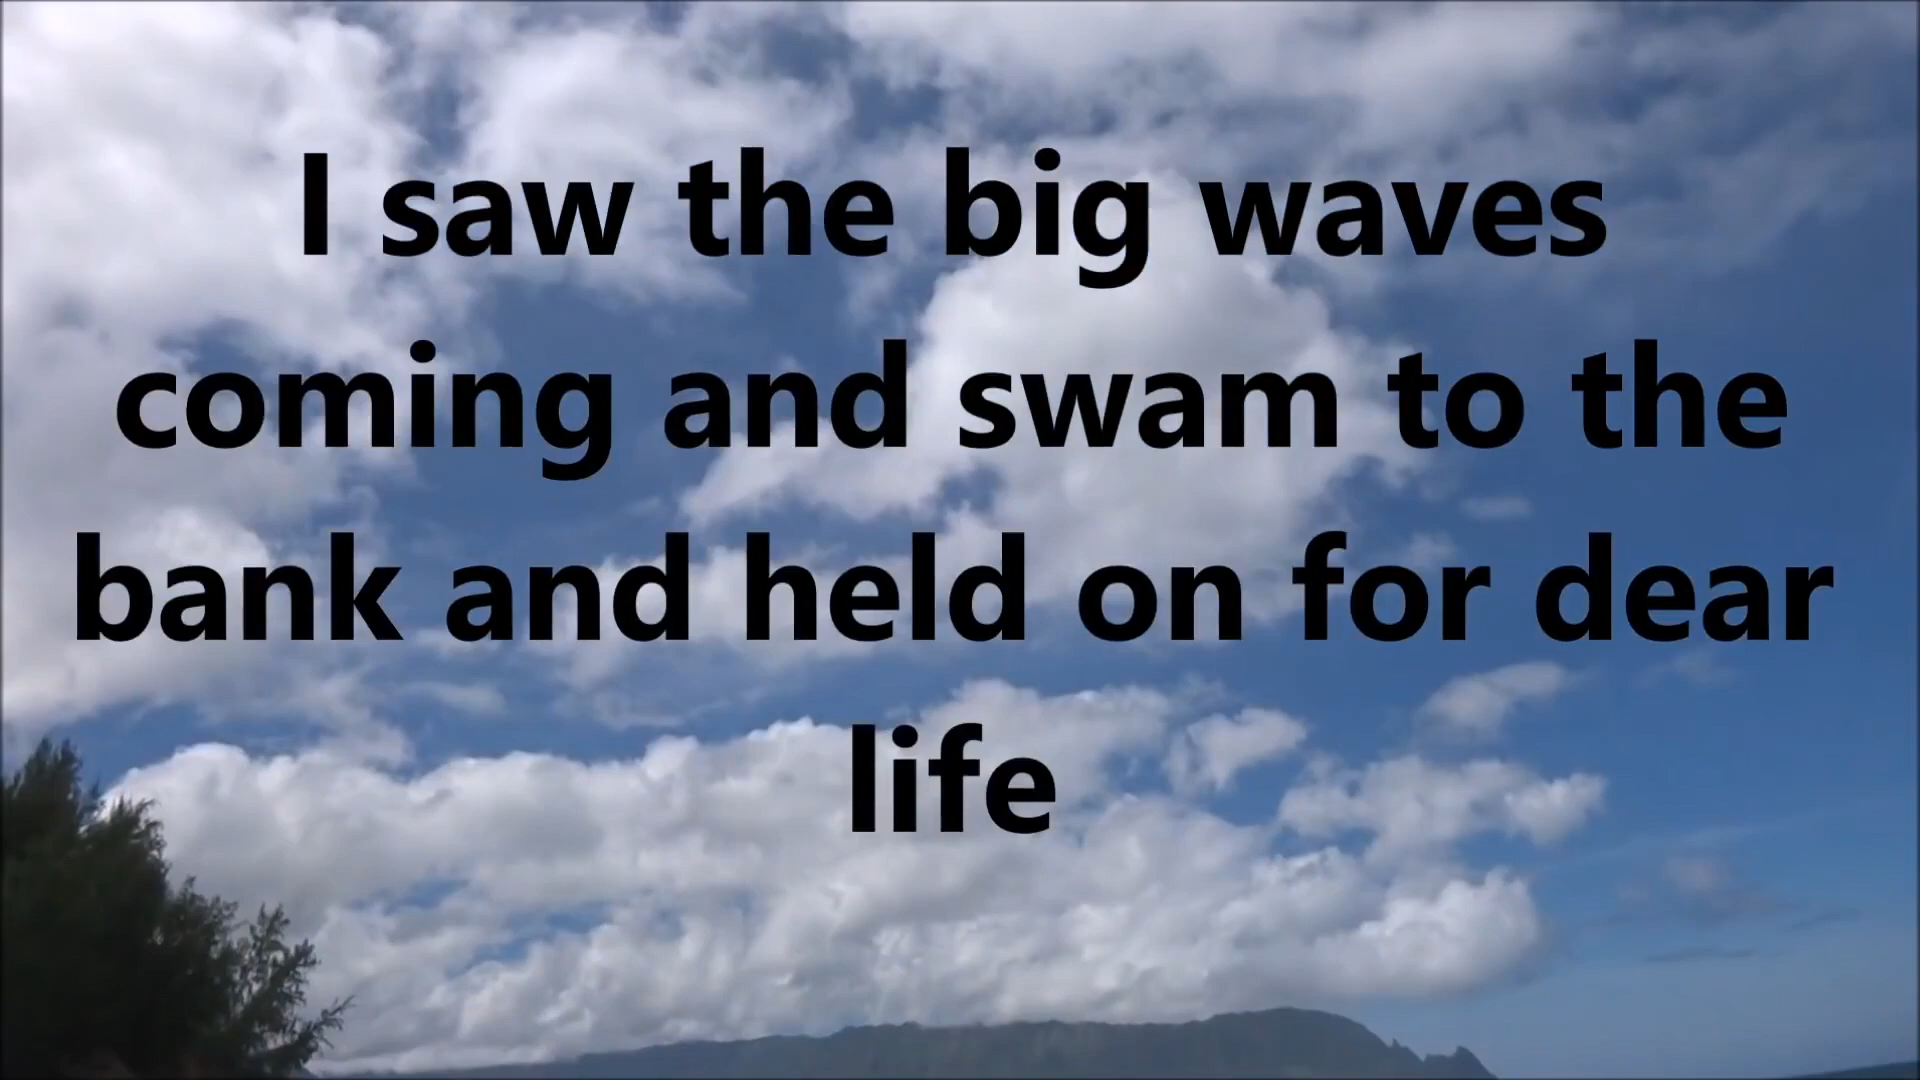 I saw the big waves
coming and swam to the
bank and held on for dear
life